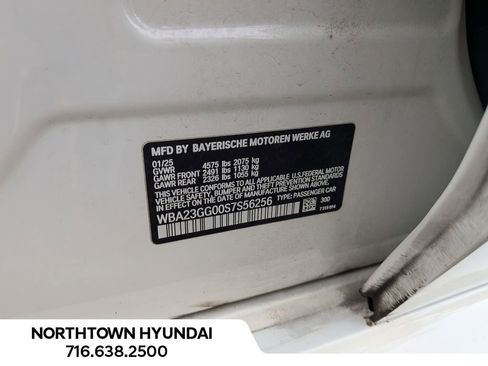 MFD BY BAYERISCHE MOTOREN WERKE AG
01/25
GVWR 4575 lbs 2075 kg
GAWR FRONT 2491 lbs 1130 kg
GAWR REAR 2326 lbs 1055 kg
THIS VEHICLE CONFORMS TO ALL APPLICABLE U.S. FEDERAL MOTOR
VEHICLE SAFETY, BUMPER, AND THEFT PREVENTION STANDARDS
IN EFFECT ON THE DATE OF MANUFACTURE SHOWN ABOVE.
WBA23GG00S7S56256 TYPE: PASSENGER CAR
300
NORTHTOWN HYUNDAI
716.638.2500